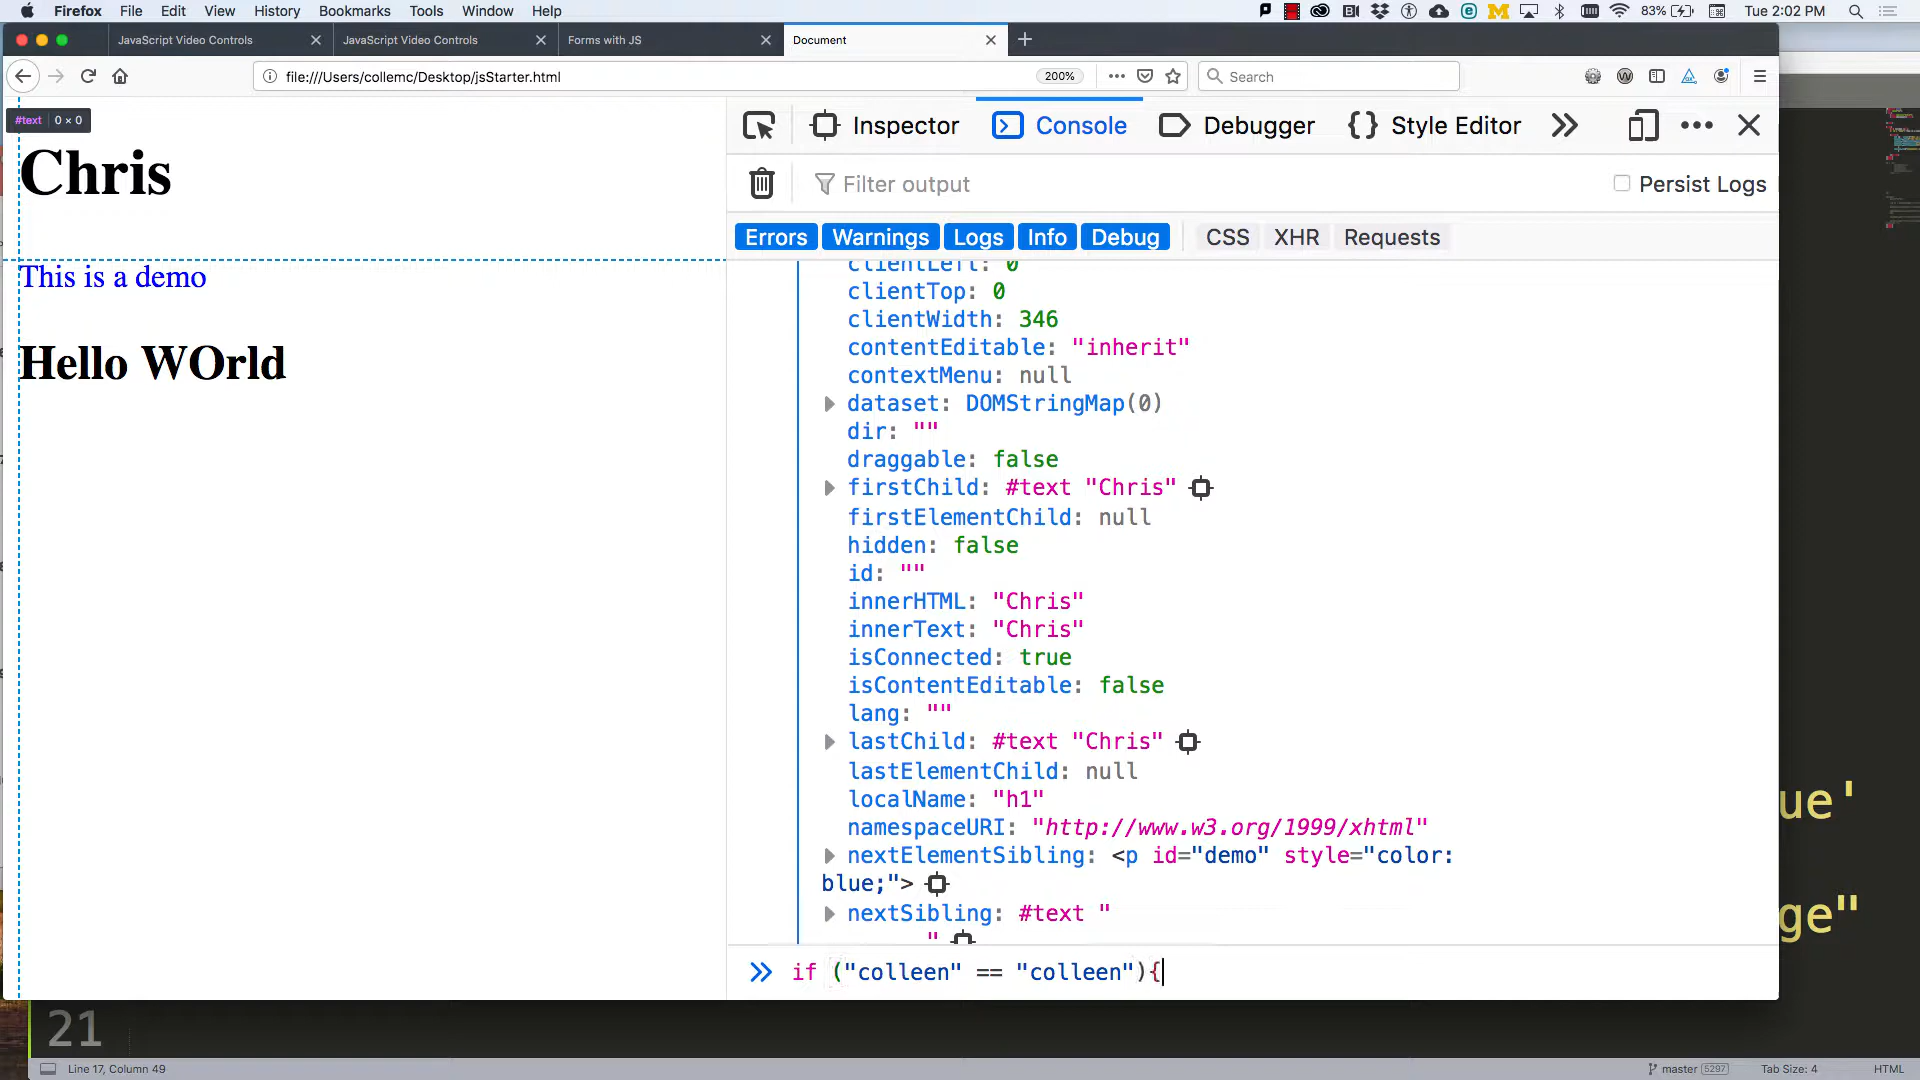 Firefox File Edit View History Bookmarks Tools Window Help 83% Tue 2:02 PM
JavaScript Video Controls JavaScript Video Controls Forms with JS Document
file:///Users/collemc/Desktop/jsStarter.html 200% Search
#text 0 × 0
Inspector Console Debugger Style Editor
Chris
Filter output Persist Logs
Errors Warnings Logs Info Debug CSS XHR Requests
This is a demo
Hello WOrld
clientLeft: 0
clientTop: 0
clientWidth: 346
contentEditable: "inherit"
contextMenu: null
dataset: DOMStringMap(0)
dir: ""
draggable: false
firstChild: #text "Chris"
firstElementChild: null
hidden: false
id: ""
innerHTML: "Chris"
innerText: "Chris"
isConnected: true
isContentEditable: false
lang: ""
lastChild: #text "Chris"
lastElementChild: null
localName: "h1"
namespaceURI: "http://www.w3.org/1999/xhtml"
nextElementSibling: <p id="demo" style="color:
blue;">
nextSibling: #text "
"
if ("colleen" == "colleen"){
ue'
ge"
21
Line 17, Column 49 master 5297 Tab Size: 4 HTML